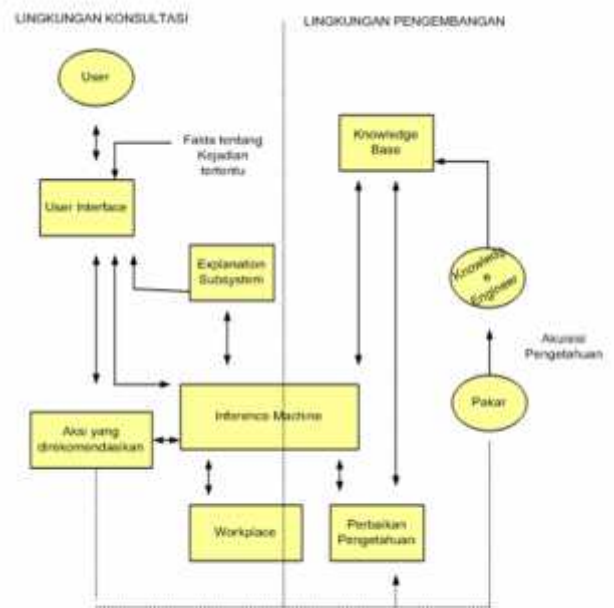 LINGKUNGAN KONSULTASI
LINGKUNGAN PENGEMBANGAN
User
Fakta tentang
Kejadian
tertentu
Knowledge
Base
User Interface
Explanation
Subsystem
Knowledg
e
Engineer
Akuisisi
Pengetahuan
Pakar
Inference Machine
Aksi yang
direkomendasikan
Workplace
Perbaikan
Pengetahuan